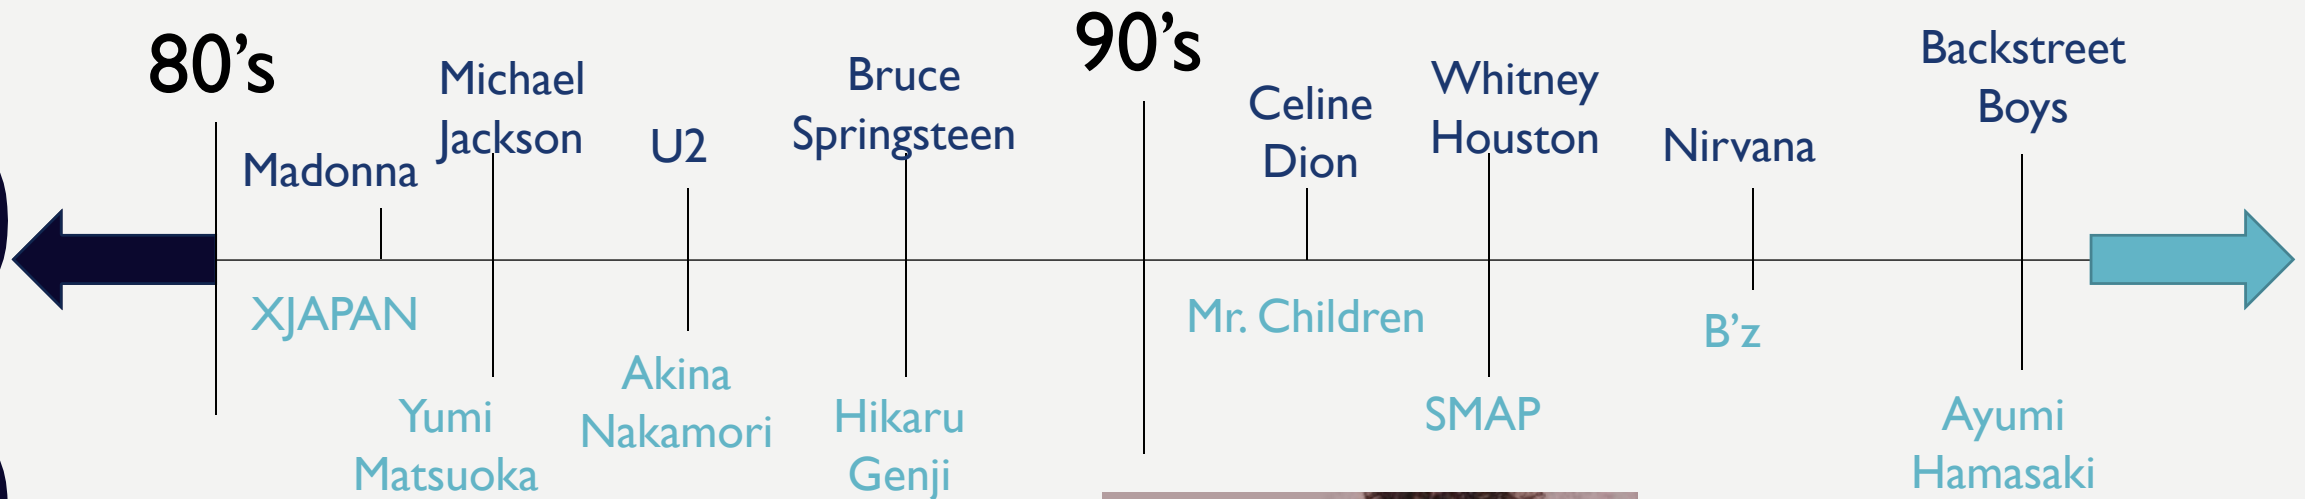 80’s
Madonna
Michael
Jackson
U2
Bruce
Springsteen
90’s
Celine
Dion
Whitney
Houston
Nirvana
Backstreet
Boys
XJAPAN
Yumi
Matsuoka
Akina
Nakamori
Hikaru
Genji
Mr. Children
SMAP
B’z
Ayumi
Hamasaki